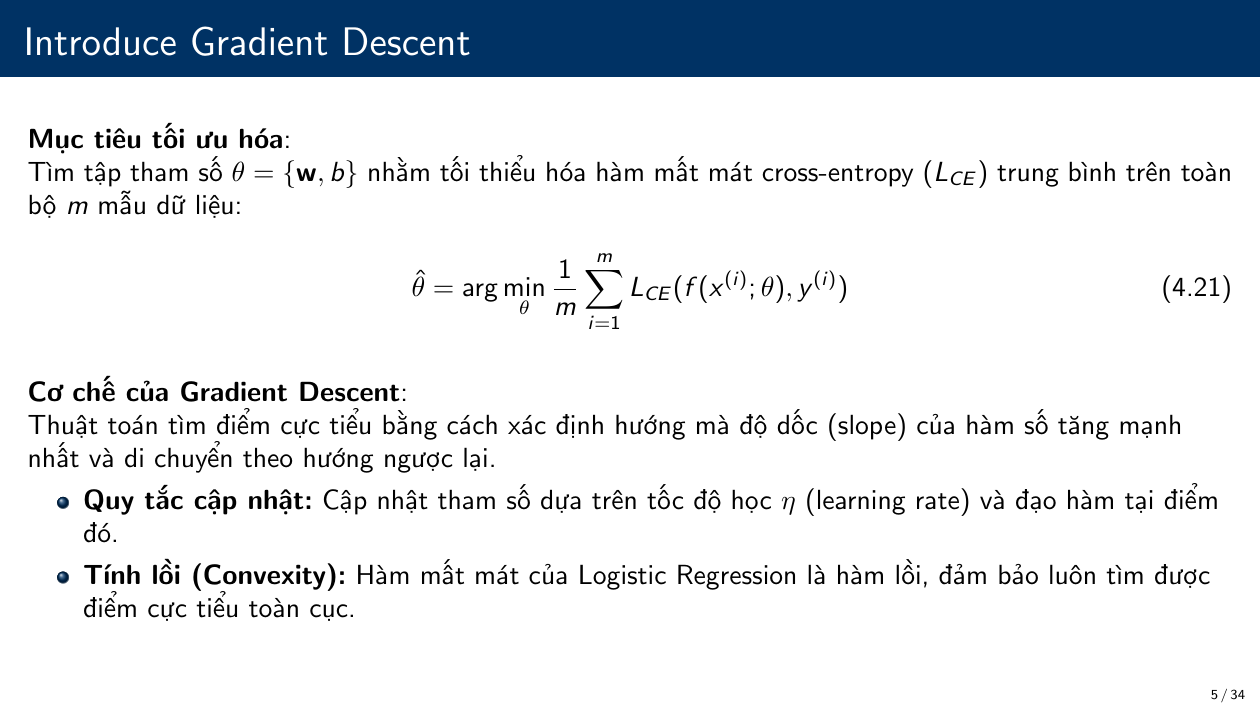 Introduce Gradient Descent
Mục tiêu tối ưu hóa:
Tìm tập tham số θ = {w, b} nhằm tối thiểu hóa hàm mất mát cross-entropy (L_CE) trung bình trên toàn
bộ m mẫu dữ liệu:
θ̂ = arg min_θ 1/m ∑_{i=1}^{m} L_CE(f(x^(i); θ), y^(i)) (4.21)
Cơ chế của Gradient Descent:
Thuật toán tìm điểm cực tiểu bằng cách xác định hướng mà độ dốc (slope) của hàm số tăng mạnh
nhất và di chuyển theo hướng ngược lại.
Quy tắc cập nhật: Cập nhật tham số dựa trên tốc độ học η (learning rate) và đạo hàm tại điểm
đó.
Tính lồi (Convexity): Hàm mất mát của Logistic Regression là hàm lồi, đảm bảo luôn tìm được
điểm cực tiểu toàn cục.
5 / 34